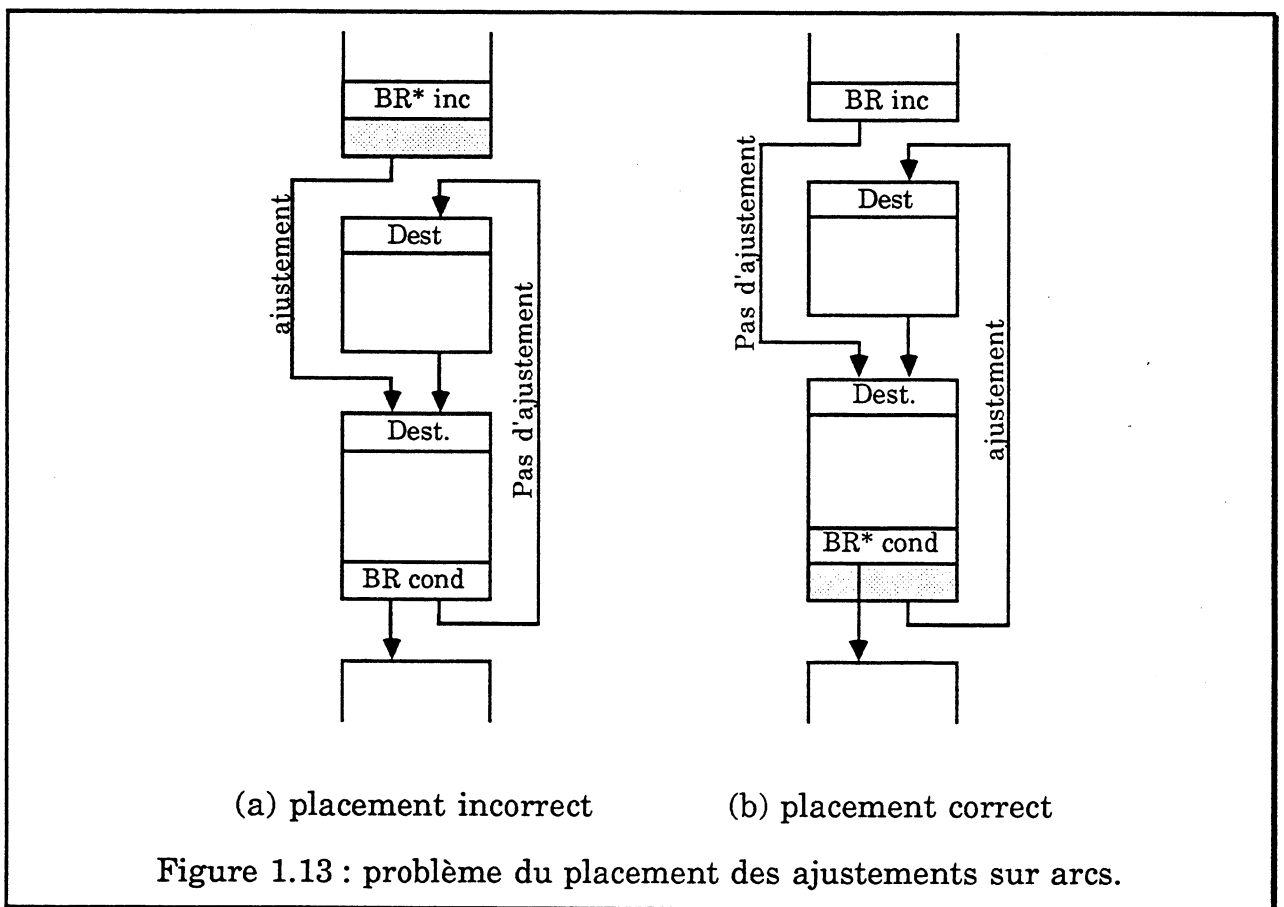 BR* inc
ajustement
Dest
Pas d'ajustement
Dest.
BR cond
BR inc
Pas d'ajustement
Dest
ajustement
Dest.
BR* cond
(a) placement incorrect
(b) placement correct
Figure 1.13 : problème du placement des ajustements sur arcs.